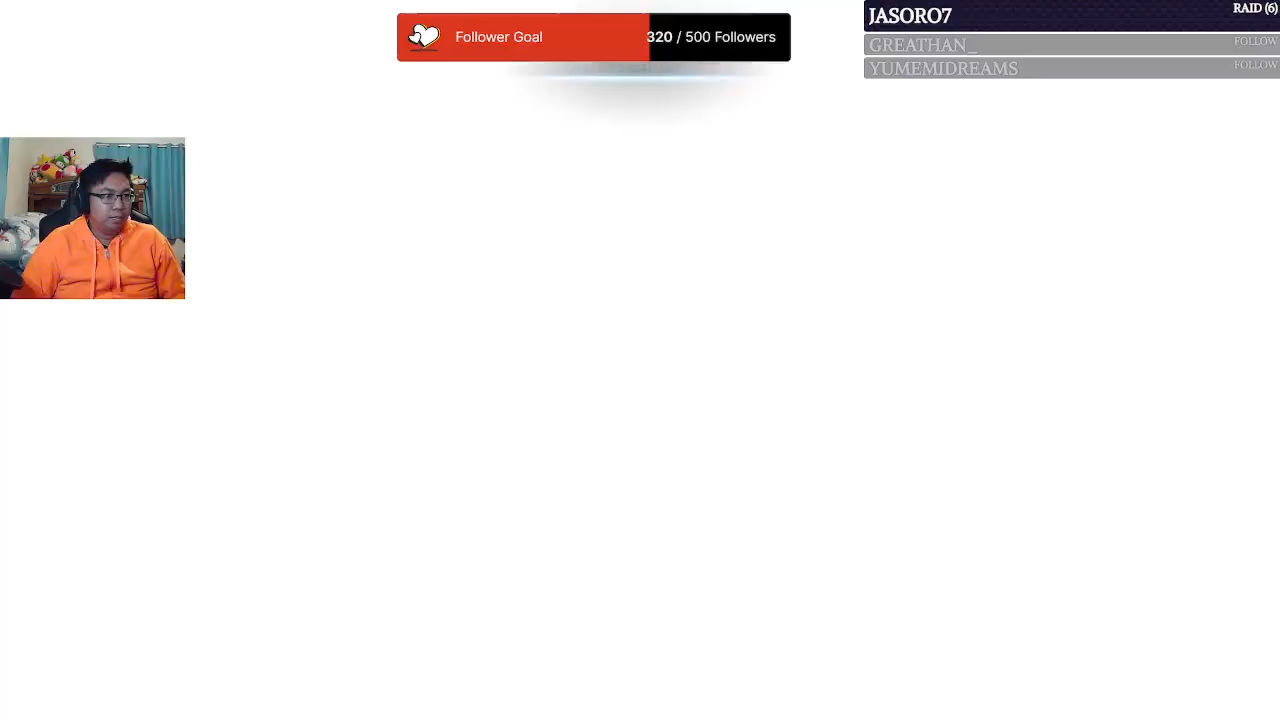 Follower Goal
320 / 500 Followers
JASORO7
RAID (6)
GREATHAN_
FOLLOW
YUMEMIDREAMS
FOLLOW